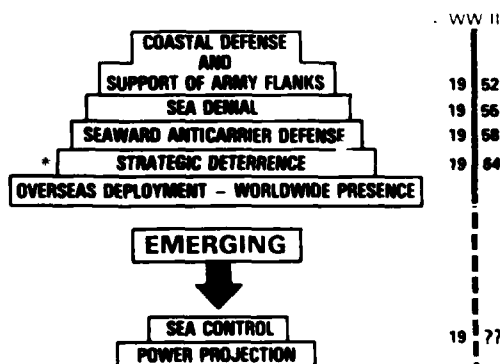 . WW II
COASTAL DEFENSE
AND
SUPPORT OF ARMY FLANKS 19 52
SEA DENIAL 19 56
SEAWARD ANTICARRIER DEFENSE 19 58
* STRATEGIC DETERRENCE 19 64
OVERSEAS DEPLOYMENT – WORLDWIDE PRESENCE
EMERGING
SEA CONTROL 19 ??
POWER PROJECTION